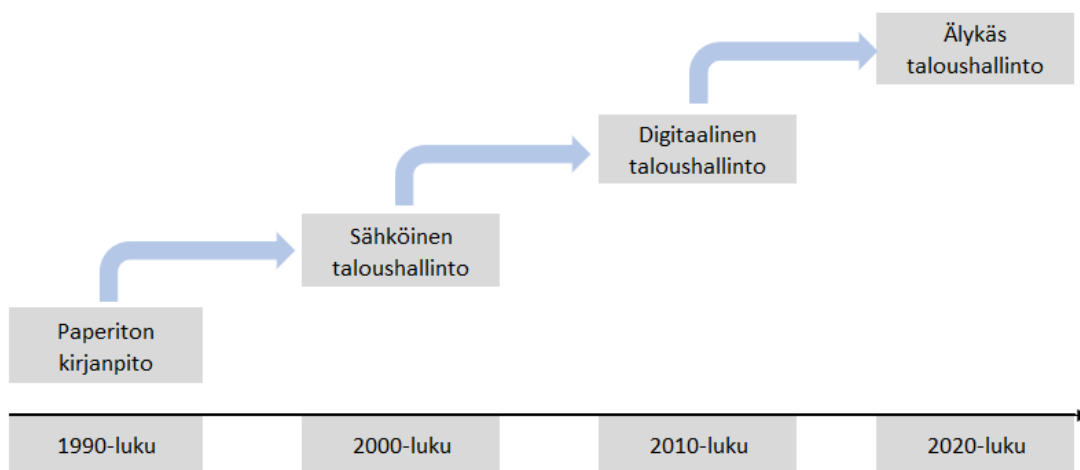 Älykäs
taloushallinto
Digitaalinen
taloushallinto
Sähköinen
taloushallinto
Paperiton
kirjanpito
1990-luku
2000-luku
2010-luku
2020-luku